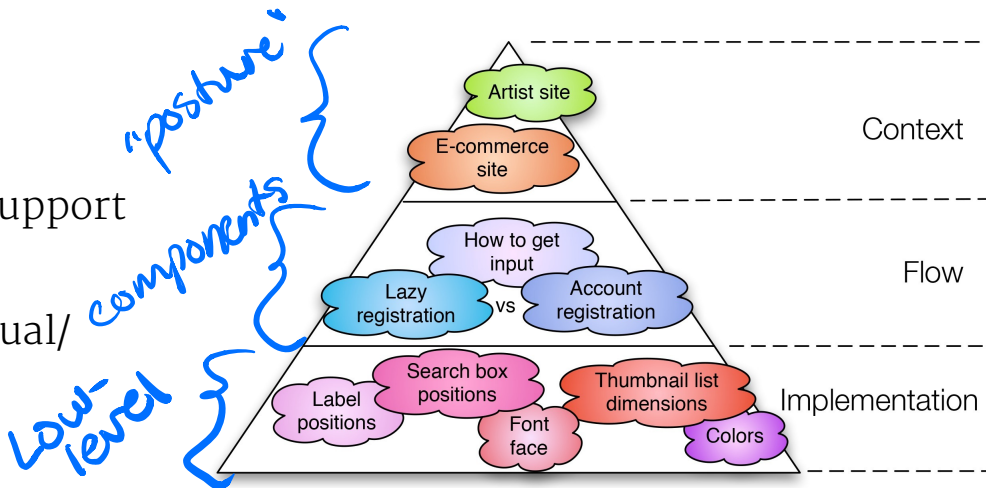 "posture"
Artist site
Context
E-commerce
site
upport
components
How to get
input
Flow
Lazy
registration
vs
Account
registration
ual/
Low-
level
Search box
positions
Thumbnail list
dimensions
Implementation
Label
positions
Font
face
Colors